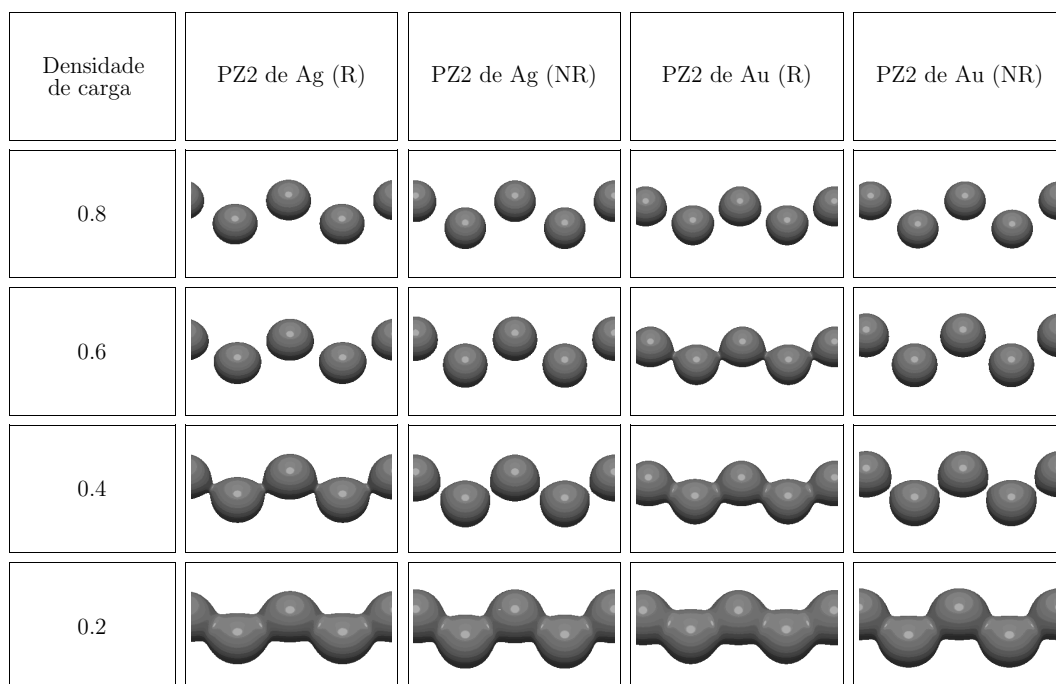 Densidade
de carga
PZ2 de Ag (R)
PZ2 de Ag (NR)
PZ2 de Au (R)
PZ2 de Au (NR)
0.8
0.6
0.4
0.2